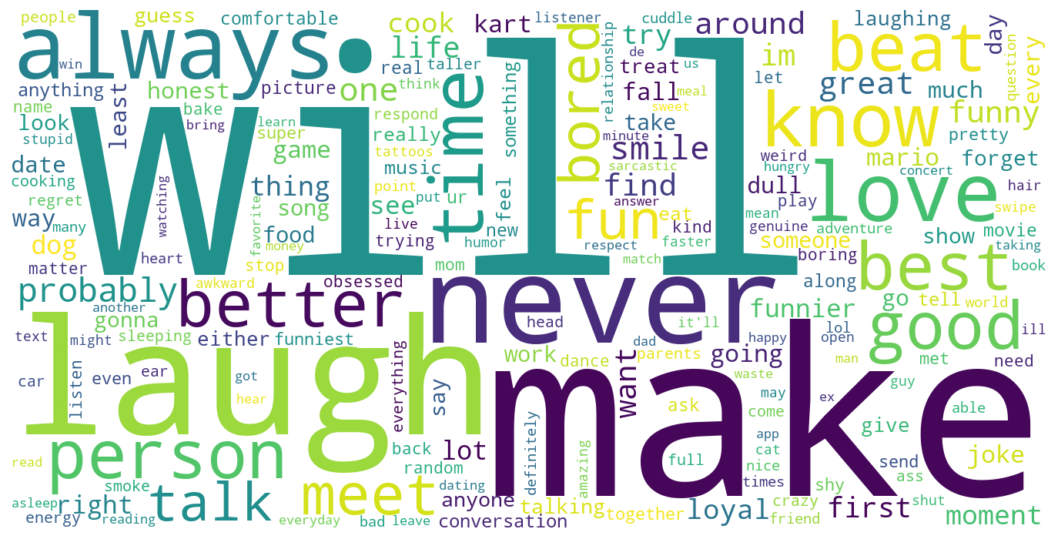 people guess comfortable cook kart listener cuddle around laughing
always. life try de us im beat day question
win real taller treat let every
anything honest picture one think time something bored relationship fall sweet great much
name bake bring learn respond meal know funny
look least super really take minute smile pretty
stupid game tattoos sarcastic weird mario concert forget
date Will music find hungry love
cooking thing point put ur answer dull hair
regret song see new feel fun eat play mean swipe
way many watching favorite live kind genuine adventure
dog food trying humor respect faster someone show movie
matter heart money stop mom match boring taking
probably awkward obsessed along best book
better never funnier go tell world
another gonna head it'll good ill
text might sleeping either funniest dad happy lol open
laugh work dance parents going met need
car listen even ear got everything say want waste man guy
hear make may ask come ex able
person back lot definitely amazing full app cat give joke
read random nice send
smoke dating times shy ass
asleep right talk meet anyone talking together loyal crazy first shut moment
energy reading everyday bad leave conversation friend